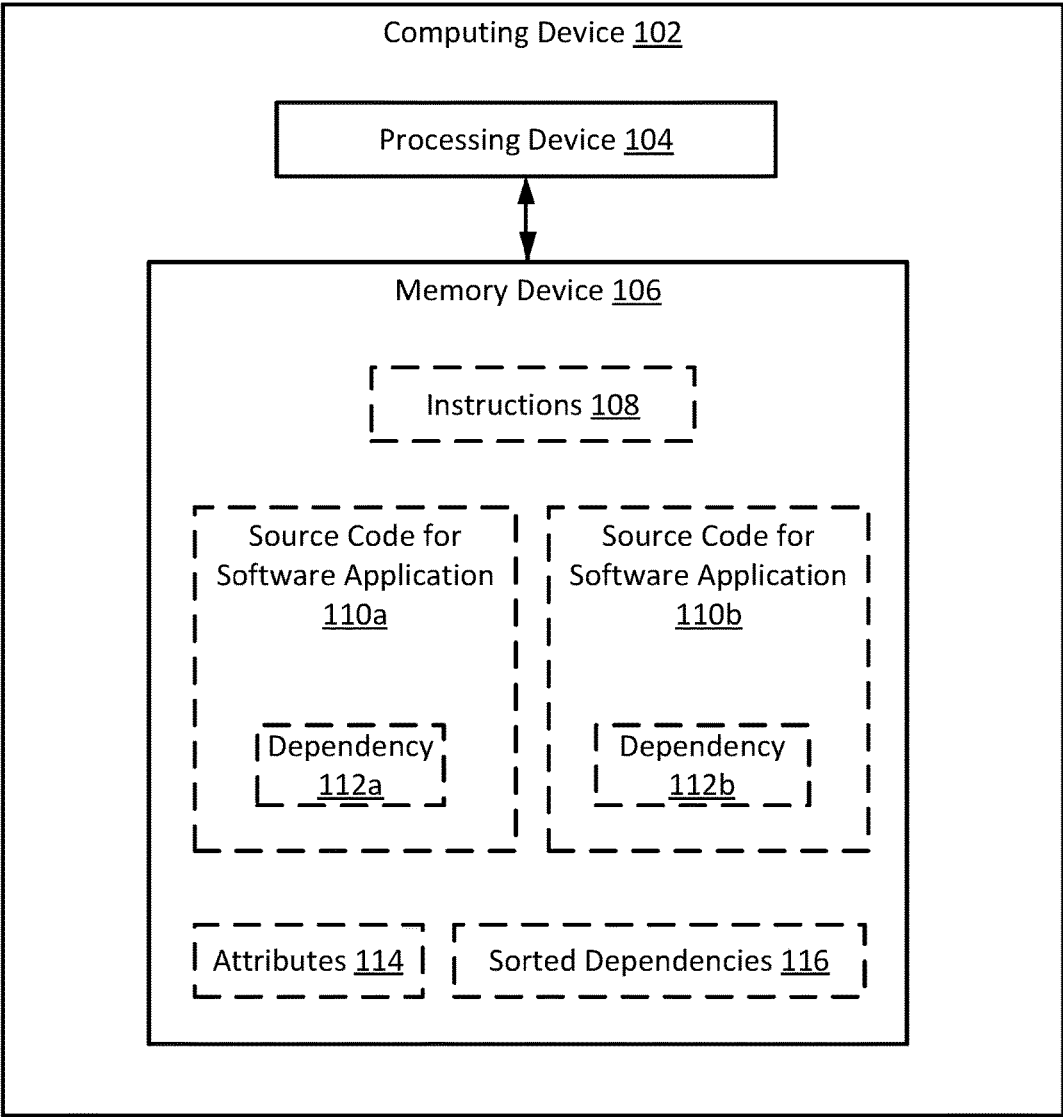 Computing Device 102
Processing Device 104
Memory Device 106
Instructions 108
Source Code for
Software Application
110a
Dependency
112a
Source Code for
Software Application
110b
Dependency
112b
Attributes 114
Sorted Dependencies 116